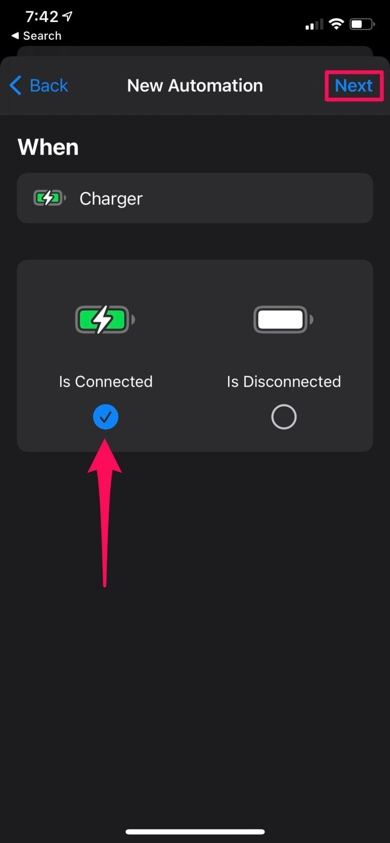 7:42
Search
Back
New Automation
Next
When
Charger
Is Connected
Is Disconnected